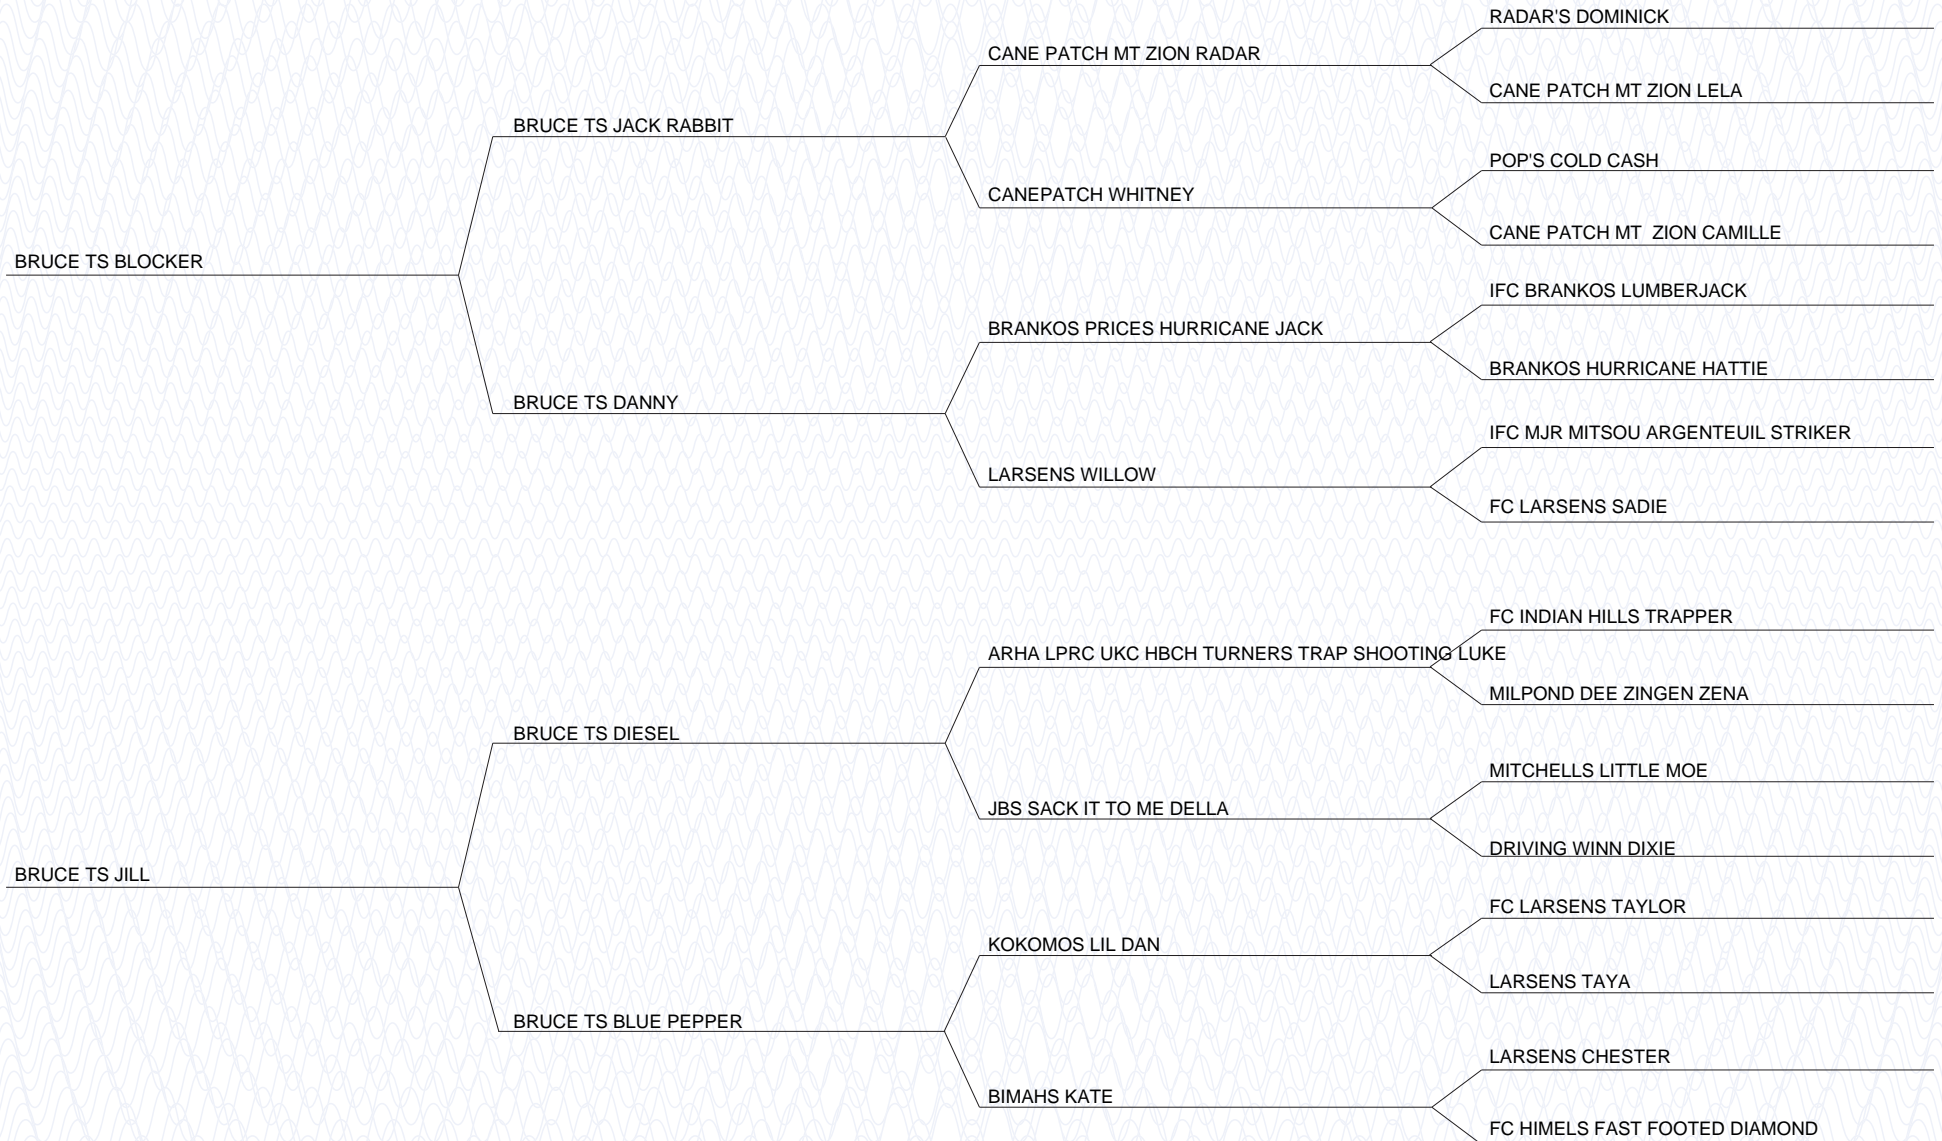 RADAR'S DOMINICK
CANE PATCH MT ZION RADAR
CANE PATCH MT ZION LELA
BRUCE TS JACK RABBIT
POP'S COLD CASH
CANEPATCH WHITNEY
CANE PATCH MT  ZION CAMILLE
BRUCE TS BLOCKER
IFC BRANKOS LUMBERJACK
BRANKOS PRICES HURRICANE JACK
BRANKOS HURRICANE HATTIE
BRUCE TS DANNY
IFC MJR MITSOU ARGENTEUIL STRIKER
LARSENS WILLOW
FC LARSENS SADIE
FC INDIAN HILLS TRAPPER
ARHA LPRC UKC HBCH TURNERS TRAP SHOOTING LUKE
MILPOND DEE ZINGEN ZENA
BRUCE TS DIESEL
MITCHELLS LITTLE MOE
JBS SACK IT TO ME DELLA
DRIVING WINN DIXIE
BRUCE TS JILL
FC LARSENS TAYLOR
KOKOMOS LIL DAN
LARSENS TAYA
BRUCE TS BLUE PEPPER
LARSENS CHESTER
BIMAHS KATE
FC HIMELS FAST FOOTED DIAMOND